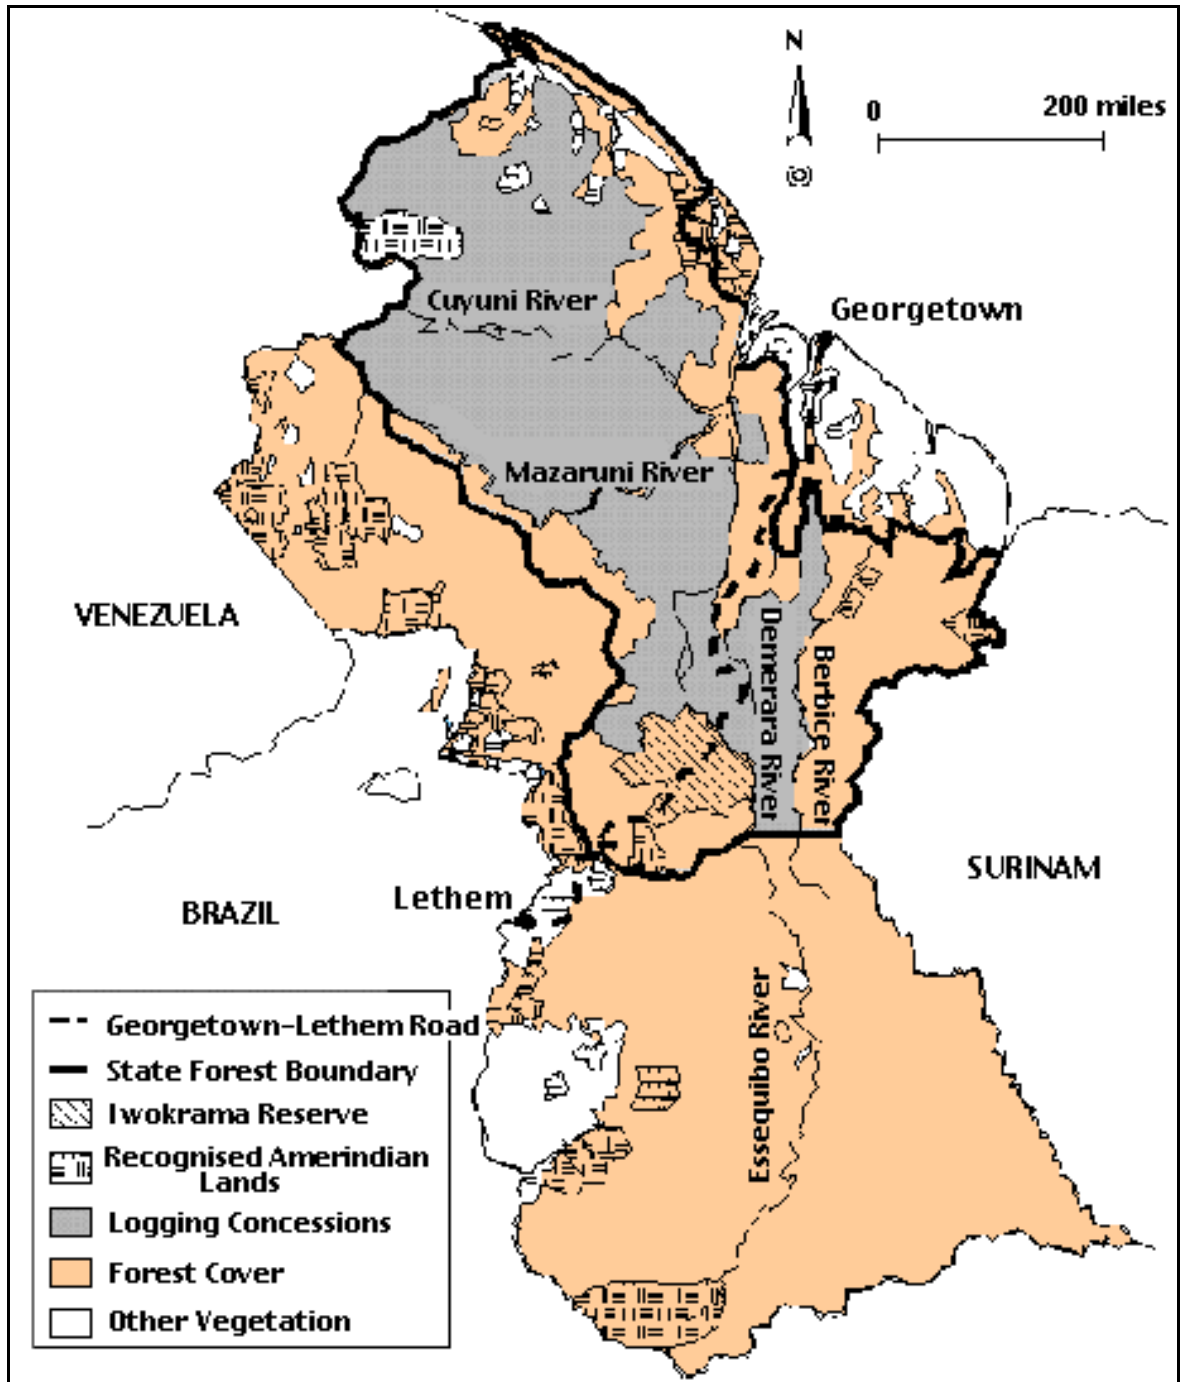 N
0 200 miles
Georgetown
Cuyuni River
Mazaruni River
VENEZUELA
Demerara River
Berbice River
SURINAM
Lethem
BRAZIL
Essequibo River
Georgetown-Lethem Road
State Forest Boundary
Iwokrama Reserve
Recognised Amerindian
Lands
Logging Concessions
Forest Cover
Other Vegetation